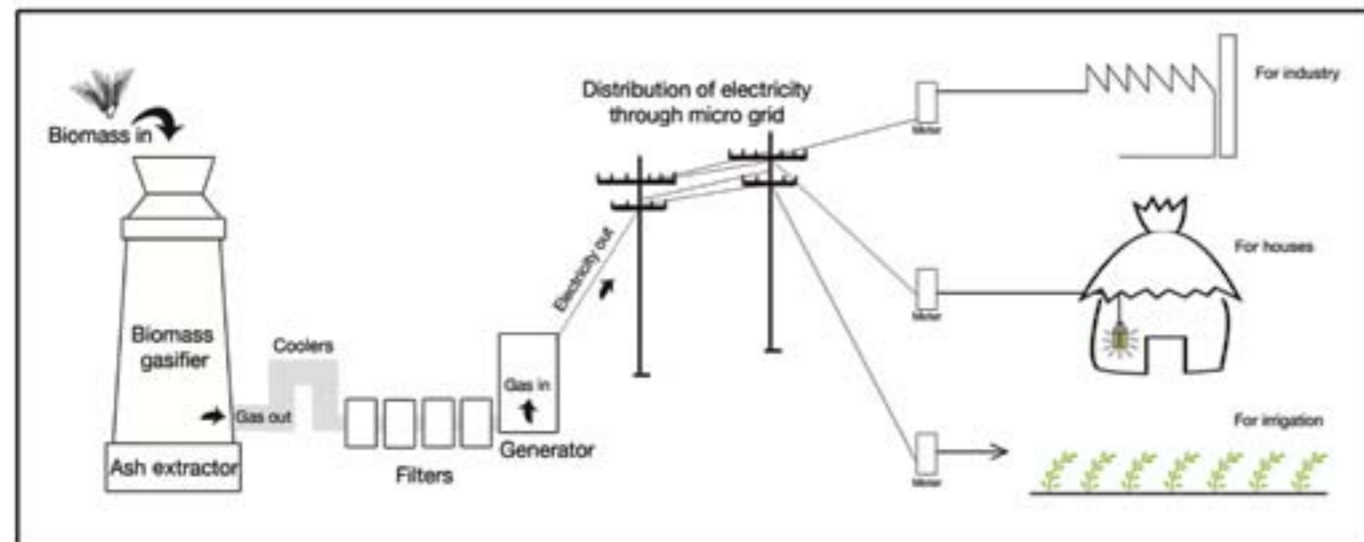 Biomass in
Biomass
gasifier
Gas out
Ash extractor
Coolers
Filters
Gas in
Generator
Electricity out
Distribution of electricity
through micro grid
Meter
For industry
Meter
For houses
Meter
For irrigation